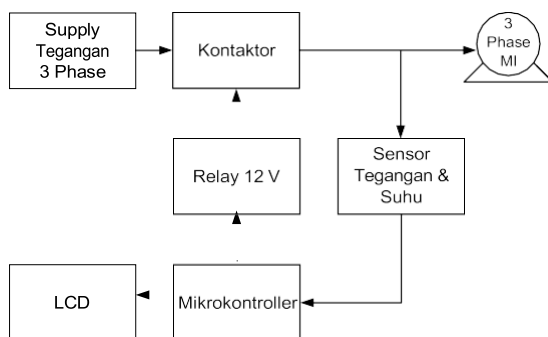 Supply
Tegangan
3 Phase
Kontaktor
3
Phase
MI
Relay 12 V
Sensor
Tegangan &
Suhu
LCD
Mikrokontroller